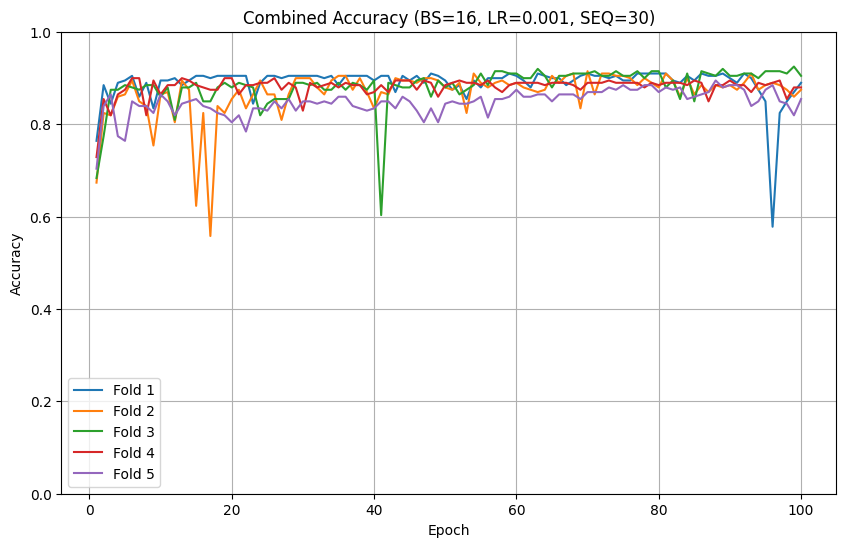 Combined Accuracy (BS=16, LR=0.001, SEQ=30)
1.0
0.8
0.6
0.4
0.2
0.0
Accuracy
Fold 1
Fold 2
Fold 3
Fold 4
Fold 5
0 20 40 60 80 100
Epoch